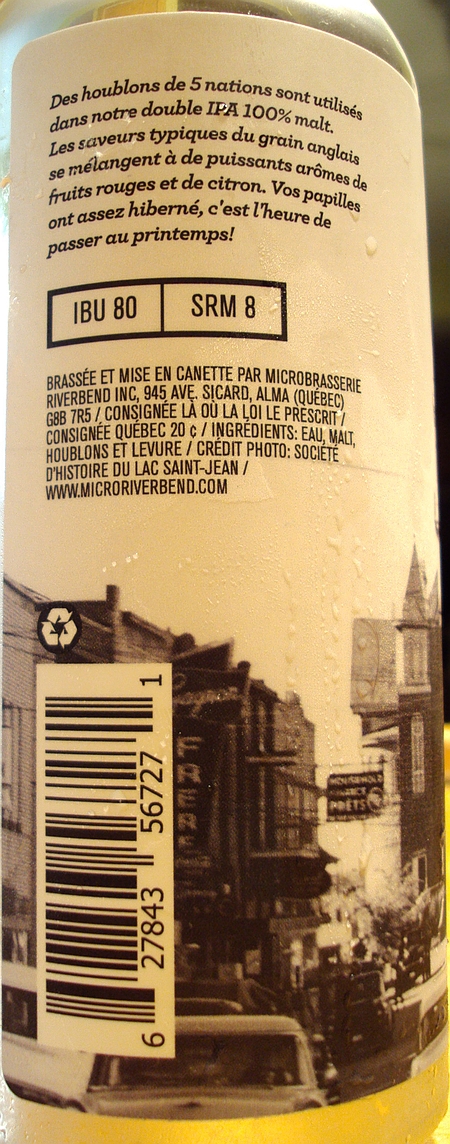 Des houblons de 5 nations sont utilisés
dans notre double IPA 100% malt.
Les saveurs typiques du grain anglais
se mélangent à de puissants arômes de
fruits rouges et de citron. Vos papilles
ont assez hiberné, c'est l'heure de
passer au printemps!
IBU 80
SRM 8
BRASSÉE ET MISE EN CANETTE PAR MICROBRASSERIE
RIVERBEND INC, 945 AVE. SICARD, ALMA (QUÉBEC)
G8B 7R5 / CONSIGNÉE LÀ OÙ LA LOI LE PRESCRIT /
CONSIGNÉE QUÉBEC 20 ¢ / INGRÉDIENTS: EAU, MALT,
HOUBLONS ET LEVURE / CRÉDIT PHOTO: SOCIÉTÉ
D'HISTOIRE DU LAC SAINT-JEAN /
WWW.MICRORIVERBEND.COM
HOUSEHOLD
PRÊTS
6 27843 56727 1